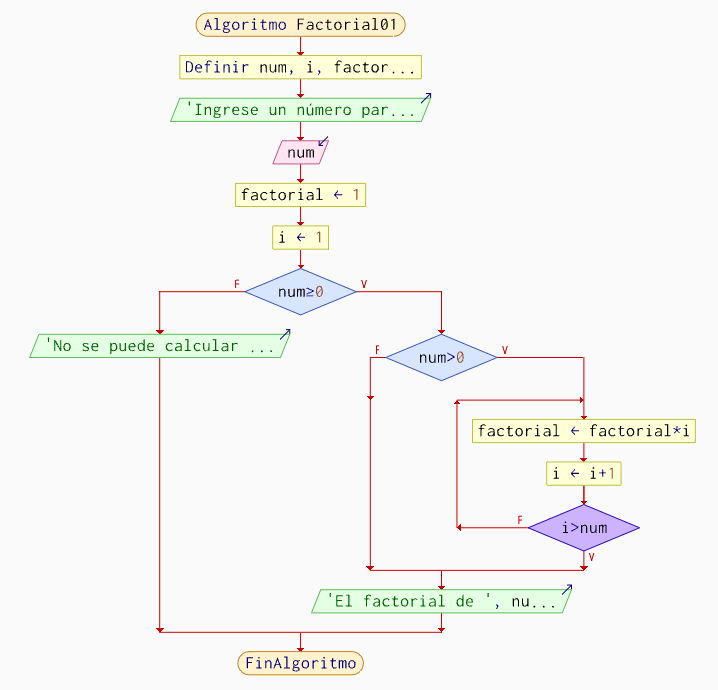 Algoritmo Factorial01
Definir num, i, factor...
'Ingrese un número par...
num
factorial ← 1
i ← 1
F
num≥0
V
'No se puede calcular ...
F
num>0
V
factorial ← factorial*i
i ← i+1
F
i>num
V
'El factorial de ', nu...
FinAlgoritmo